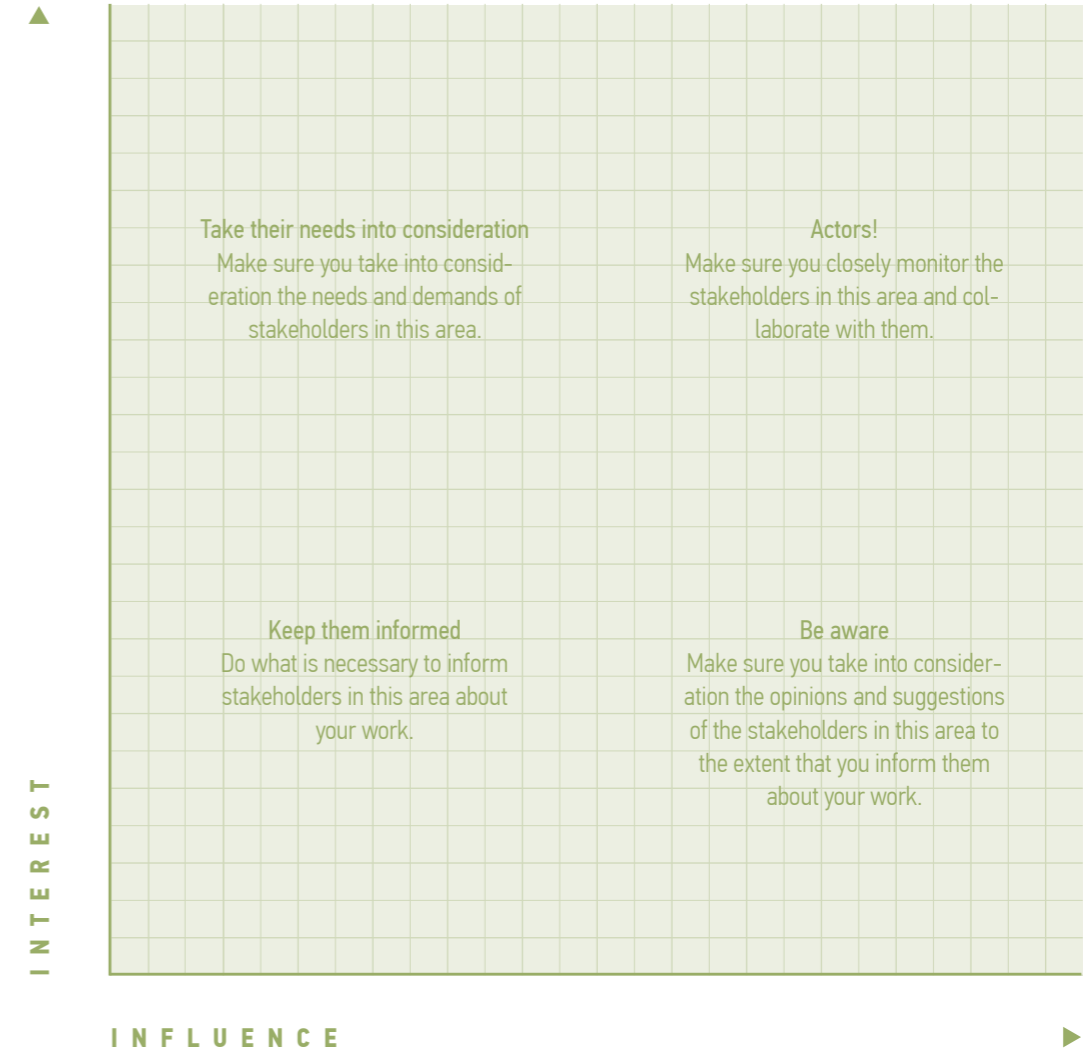 Take their needs into consideration
Make sure you take into consid-
eration the needs and demands of
stakeholders in this area.
Actors!
Make sure you closely monitor the
stakeholders in this area and col-
laborate with them.
Keep them informed
Do what is necessary to inform
stakeholders in this area about
your work.
Be aware
Make sure you take into consider-
ation the opinions and suggestions
of the stakeholders in this area to
the extent that you inform them
about your work.
INTEREST
INFLUENCE